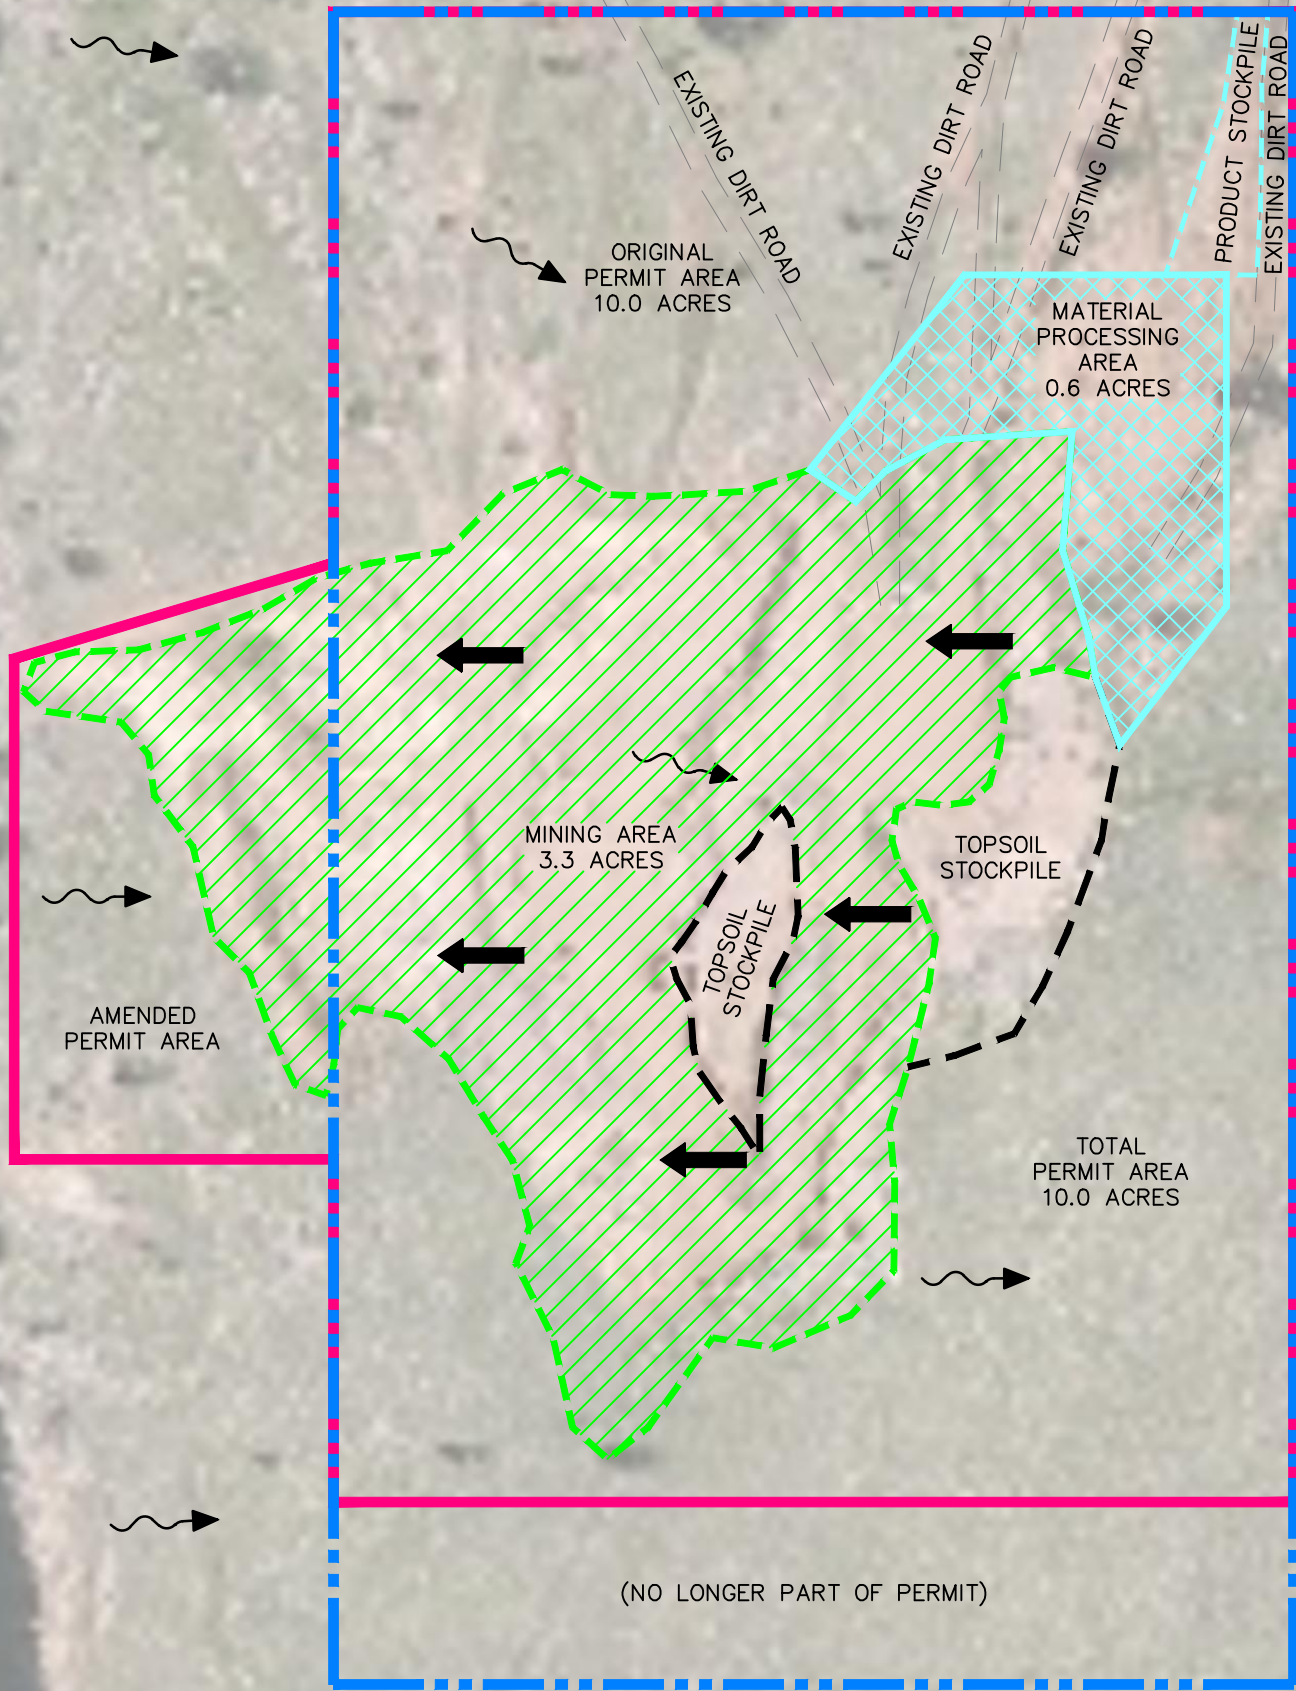 EXISTING DIRT ROAD
EXISTING DIRT ROAD
EXISTING DIRT ROAD
PRODUCT STOCKPILE
EXISTING DIRT ROAD
ORIGINAL
PERMIT AREA
10.0 ACRES
MATERIAL
PROCESSING
AREA
0.6 ACRES
MINING AREA
3.3 ACRES
TOPSOIL
STOCKPILE
TOPSOIL
STOCKPILE
AMENDED
PERMIT AREA
TOTAL
PERMIT AREA
10.0 ACRES
(NO LONGER PART OF PERMIT)